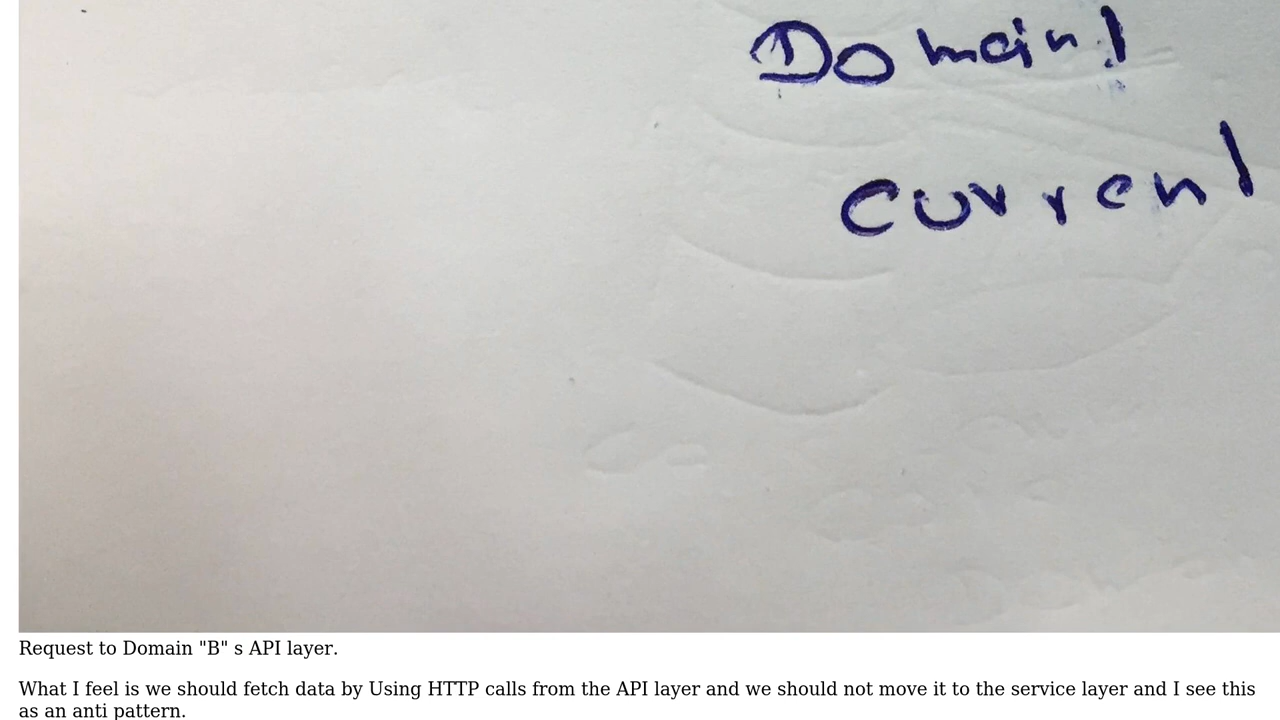 Domain!
Curren
Request to Domain "B" s API layer.
What I feel is we should fetch data by Using HTTP calls from the API layer and we should not move it to the service layer and I see this
as an anti pattern.